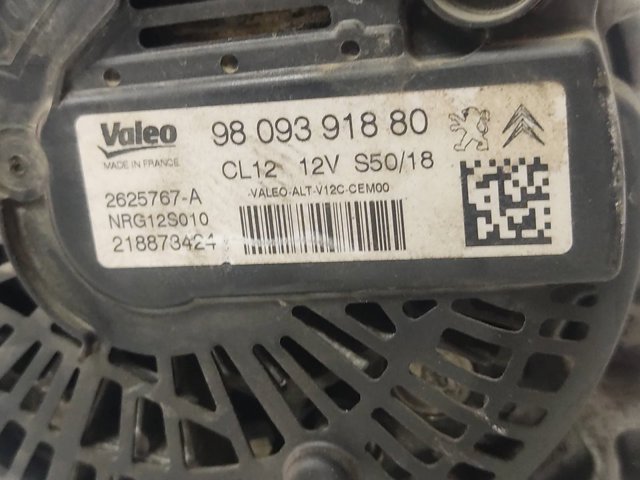 Valeo
MADE IN FRANCE
98 093 918 80
CL12 12V S50/18
-VALEO-ALT-V12C-CEM00
2625767-A
NRG12S010
218873424